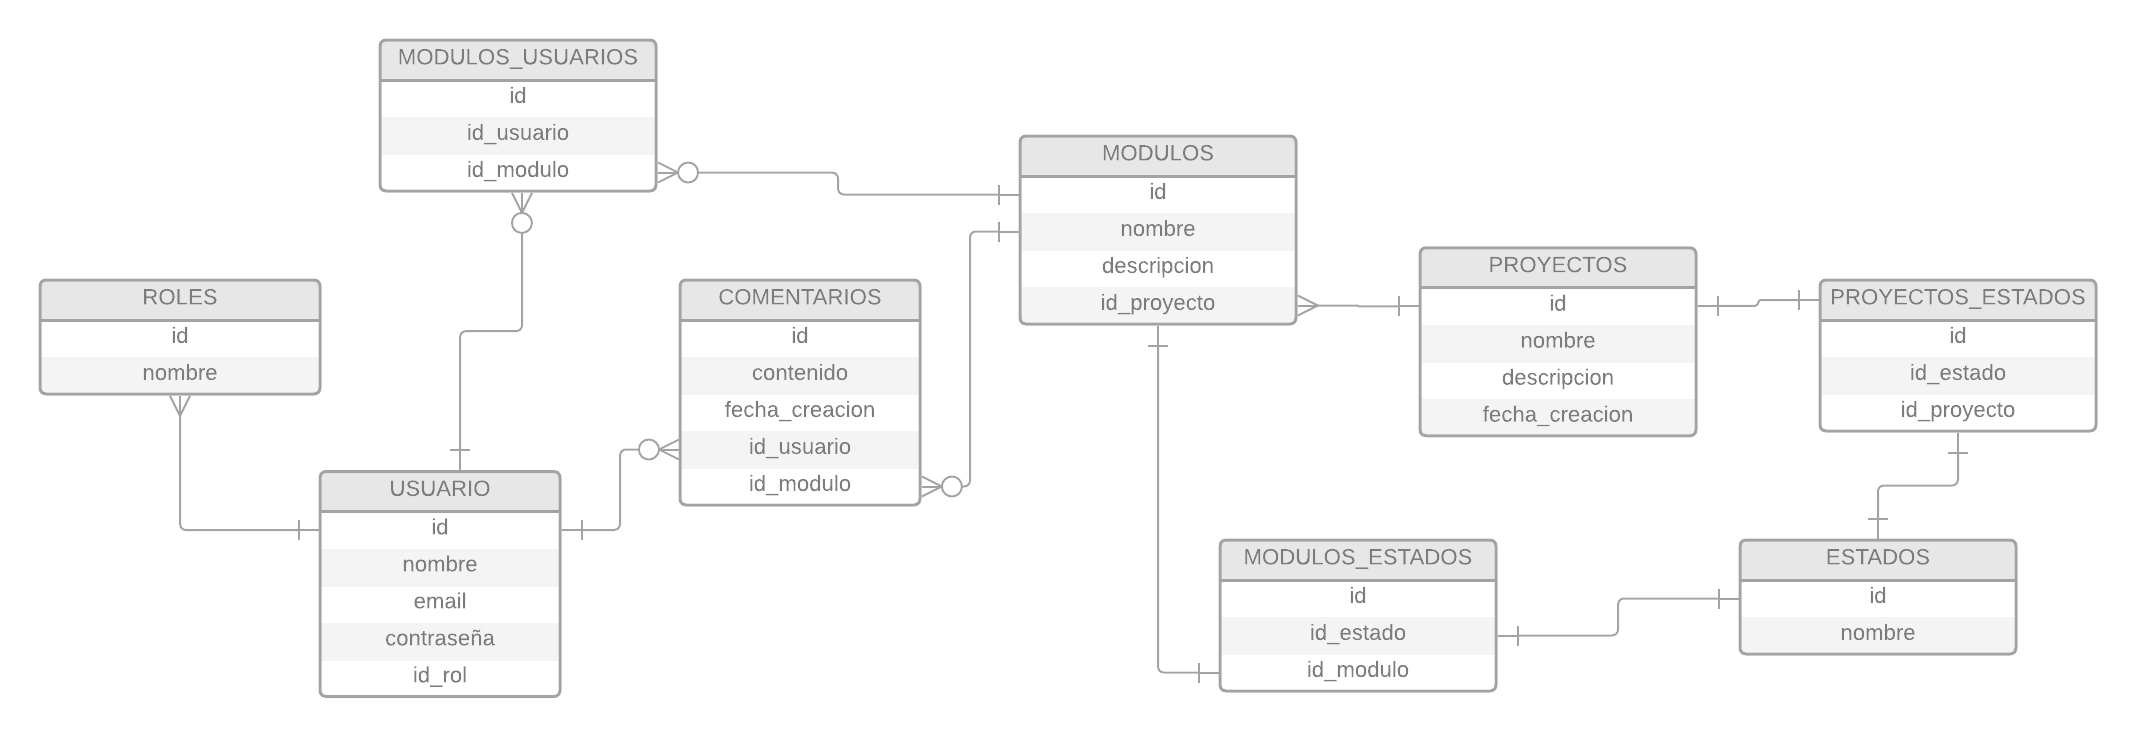 MODULOS_USUARIOS
id
id_usuario
id_modulo
ROLES
id
nombre
USUARIO
id
nombre
email
contraseña
id_rol
COMENTARIOS
id
contenido
fecha_creacion
id_usuario
id_modulo
MODULOS
id
nombre
descripcion
id_proyecto
PROYECTOS
id
nombre
descripcion
fecha_creacion
PROYECTOS_ESTADOS
id
id_estado
id_proyecto
MODULOS_ESTADOS
id
id_estado
id_modulo
ESTADOS
id
nombre